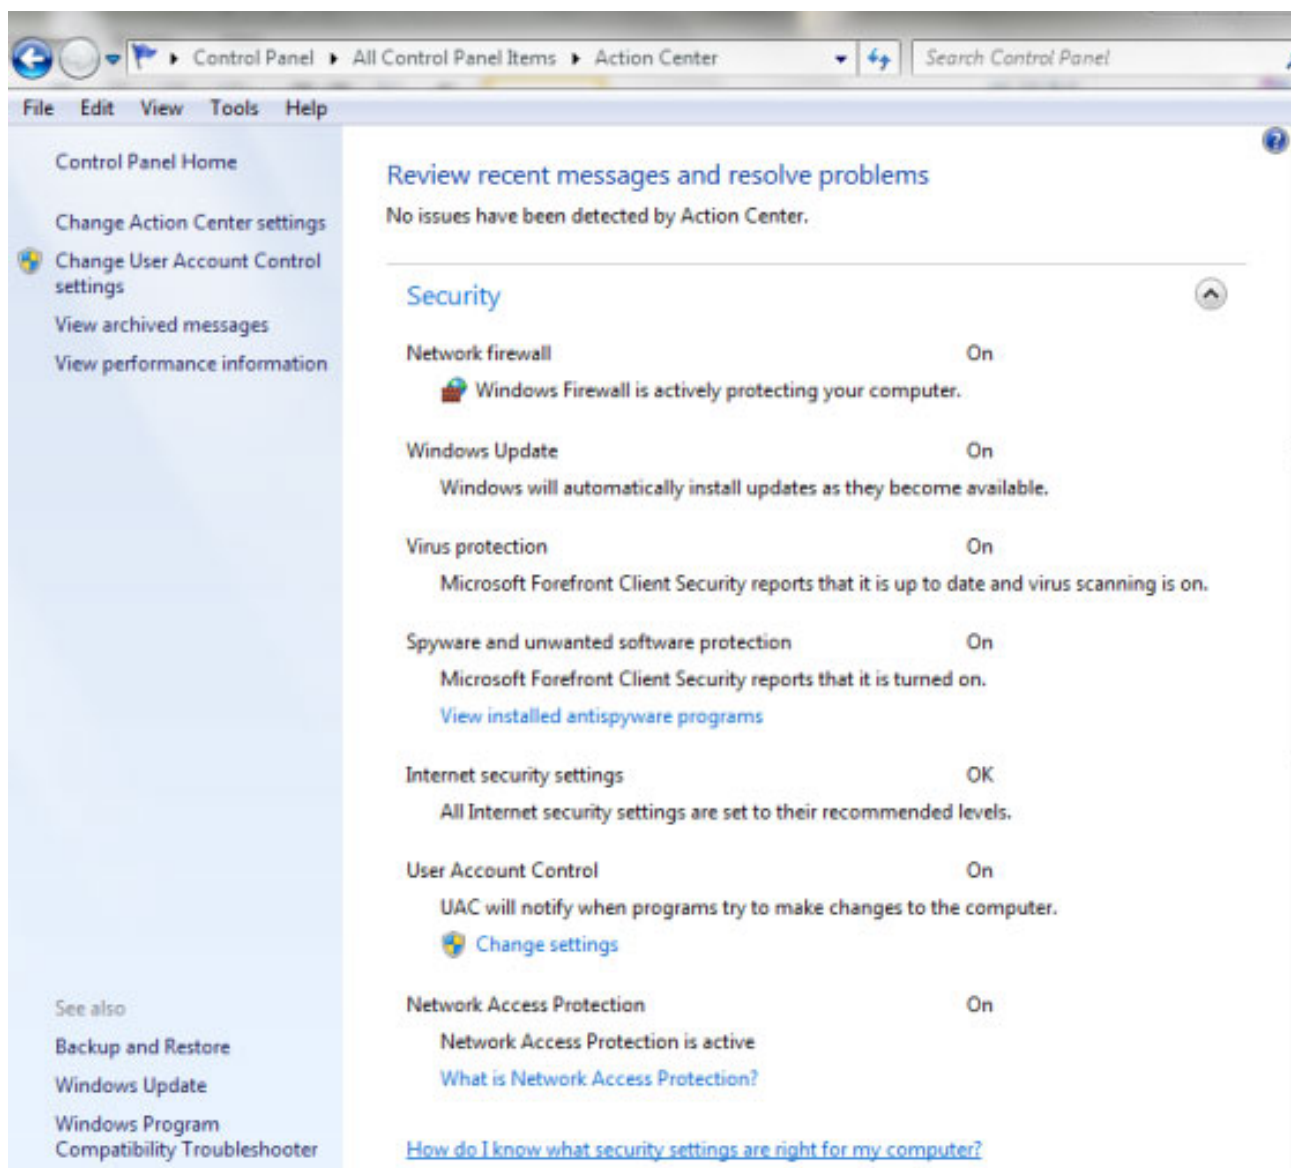 Control Panel All Control Panel Items Action Center Search Control Panel
File Edit View Tools Help
Control Panel Home
Change Action Center settings
Change User Account Control
settings
View archived messages
View performance information
See also
Backup and Restore
Windows Update
Windows Program
Compatibility Troubleshooter
Review recent messages and resolve problems
No issues have been detected by Action Center.
Security
Network firewall On
Windows Firewall is actively protecting your computer.
Windows Update On
Windows will automatically install updates as they become available.
Virus protection On
Microsoft Forefront Client Security reports that it is up to date and virus scanning is on.
Spyware and unwanted software protection On
Microsoft Forefront Client Security reports that it is turned on.
View installed antispyware programs
Internet security settings OK
All Internet security settings are set to their recommended levels.
User Account Control On
UAC will notify when programs try to make changes to the computer.
Change settings
Network Access Protection On
Network Access Protection is active
What is Network Access Protection?
How do I know what security settings are right for my computer?